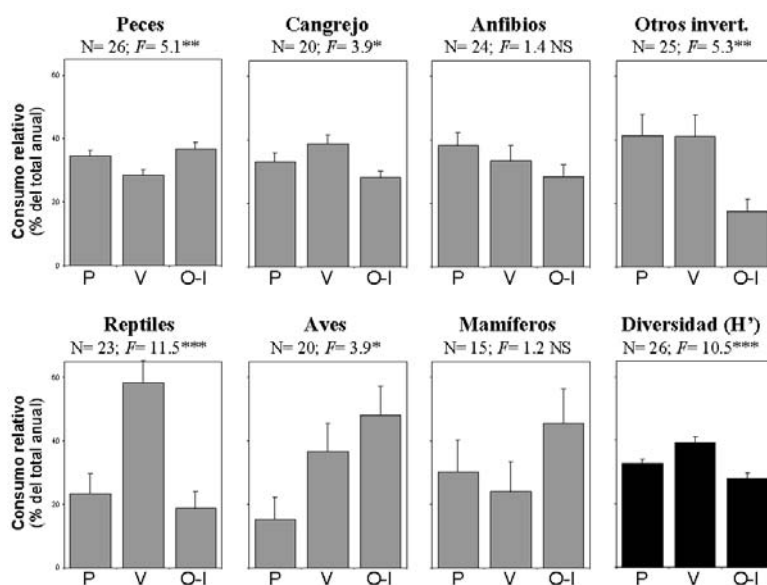 Peces
N= 26; F= 5.1**
Cangrejo
N= 20; F= 3.9*
Anfibios
N= 24; F= 1.4 NS
Otros invert.
N= 25; F= 5.3**
Consumo relativo
(% del total anual)
60
40
20
0
P V O-I
P V O-I
P V O-I
P V O-I
Reptiles
N= 23; F= 11.5***
Aves
N= 20; F= 3.9*
Mamíferos
N= 15; F= 1.2 NS
Diversidad (H’)
N= 26; F= 10.5***
Consumo relativo
(% del total anual)
60
40
20
0
P V O-I
P V O-I
P V O-I
P V O-I